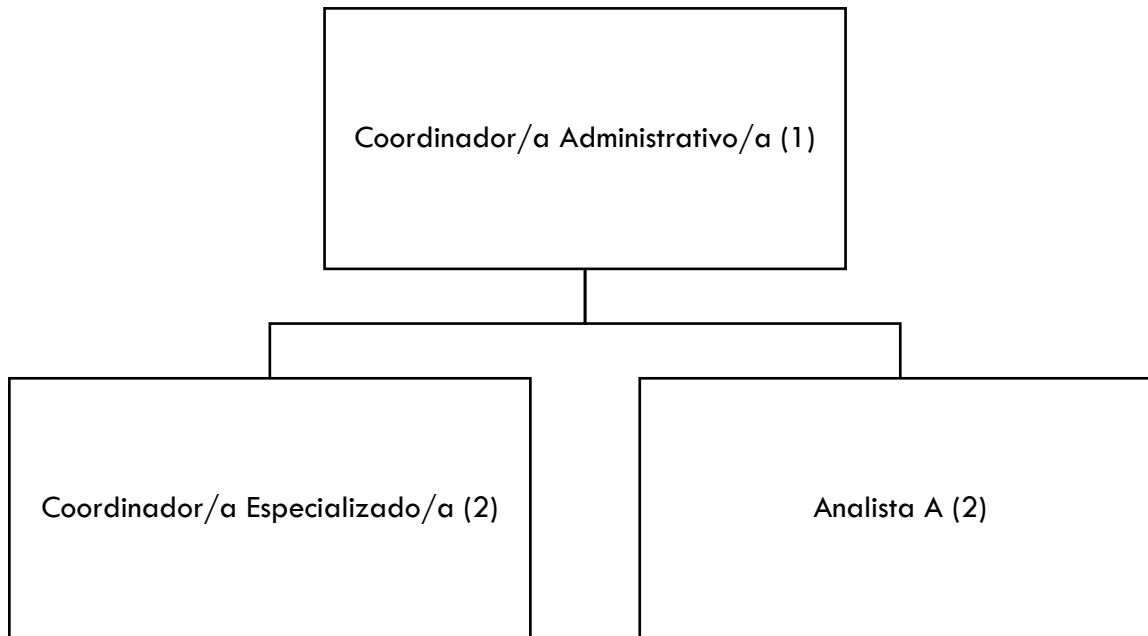 Coordinador/a Administrativo/a (1)
Coordinador/a Especializado/a (2)
Analista A (2)